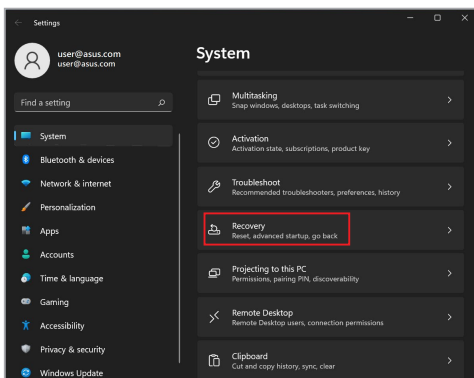 Settings
user@asus.com
user@asus.com
Find a setting
System
Bluetooth & devices
Network & internet
Personalization
Apps
Accounts
Time & language
Gaming
Accessibility
Privacy & security
Windows Update
System
Multitasking
Snap windows, desktops, task switching
Activation
Activation state, subscriptions, product key
Troubleshoot
Recommended troubleshooters, preferences, history
Recovery
Reset, advanced startup, go back
Projecting to this PC
Permissions, pairing PIN, discoverability
Remote Desktop
Remote Desktop users, connection permissions
Clipboard
Cut and copy history, sync, clear